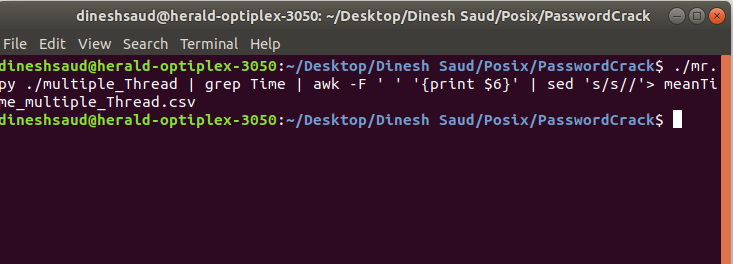 dineshsaud@herald-optiplex-3050: ~/Desktop/Dinesh Saud/Posix/PasswordCrack
File Edit View Search Terminal Help
dineshsaud@herald-optiplex-3050:~/Desktop/Dinesh Saud/Posix/PasswordCrack$ ./mr.
py ./multiple_Thread | grep Time | awk -F ' ' '{print $6}' | sed 's/s//'> meanTi
me_multiple_Thread.csv
dineshsaud@herald-optiplex-3050:~/Desktop/Dinesh Saud/Posix/PasswordCrack$